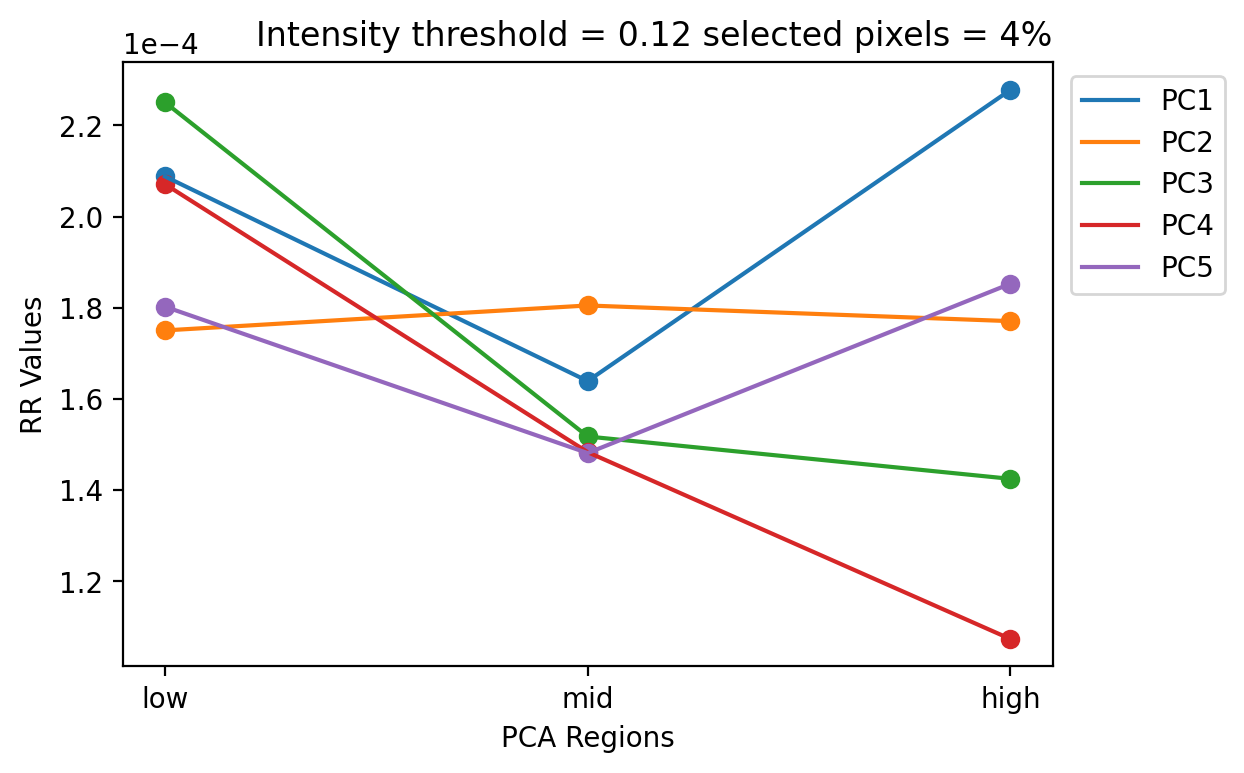 Intensity threshold = 0.12 selected pixels = 4%
1e−4
2.2
2.0
1.8
1.6
1.4
1.2
RR Values
low
mid
high
PCA Regions
PC1
PC2
PC3
PC4
PC5